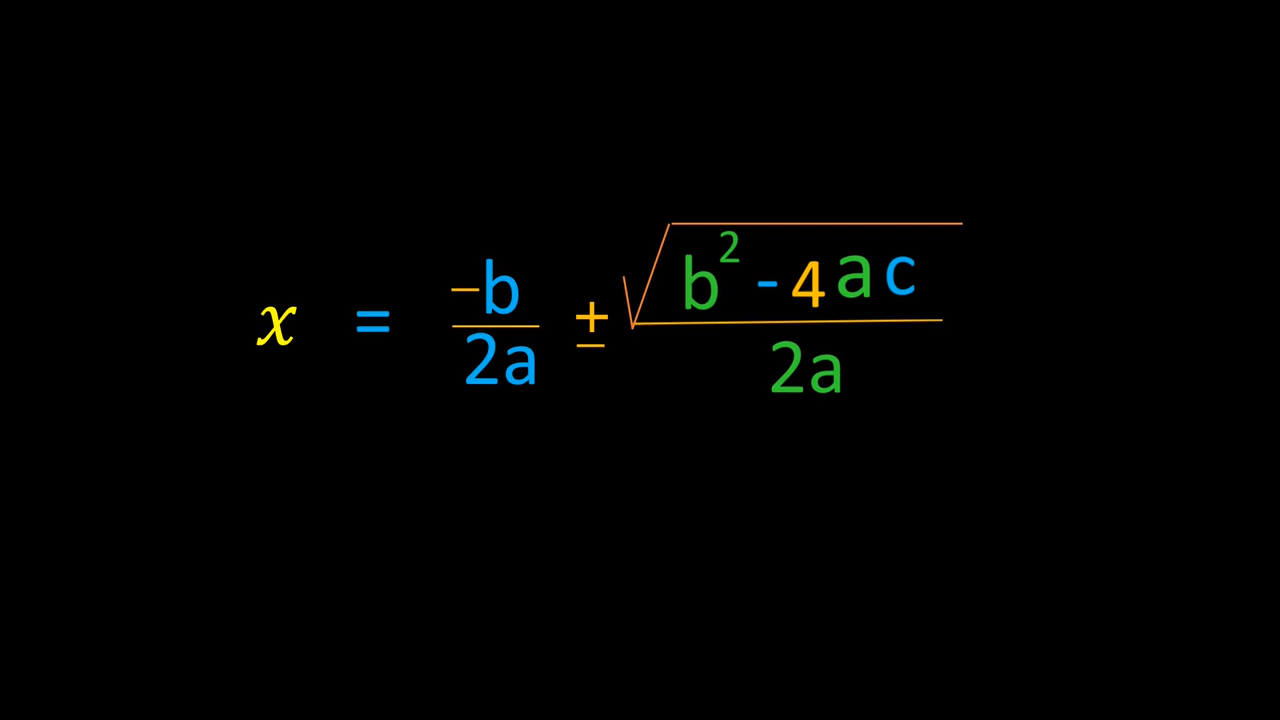 x = −b/2a ± √(b² - 4ac)/2a